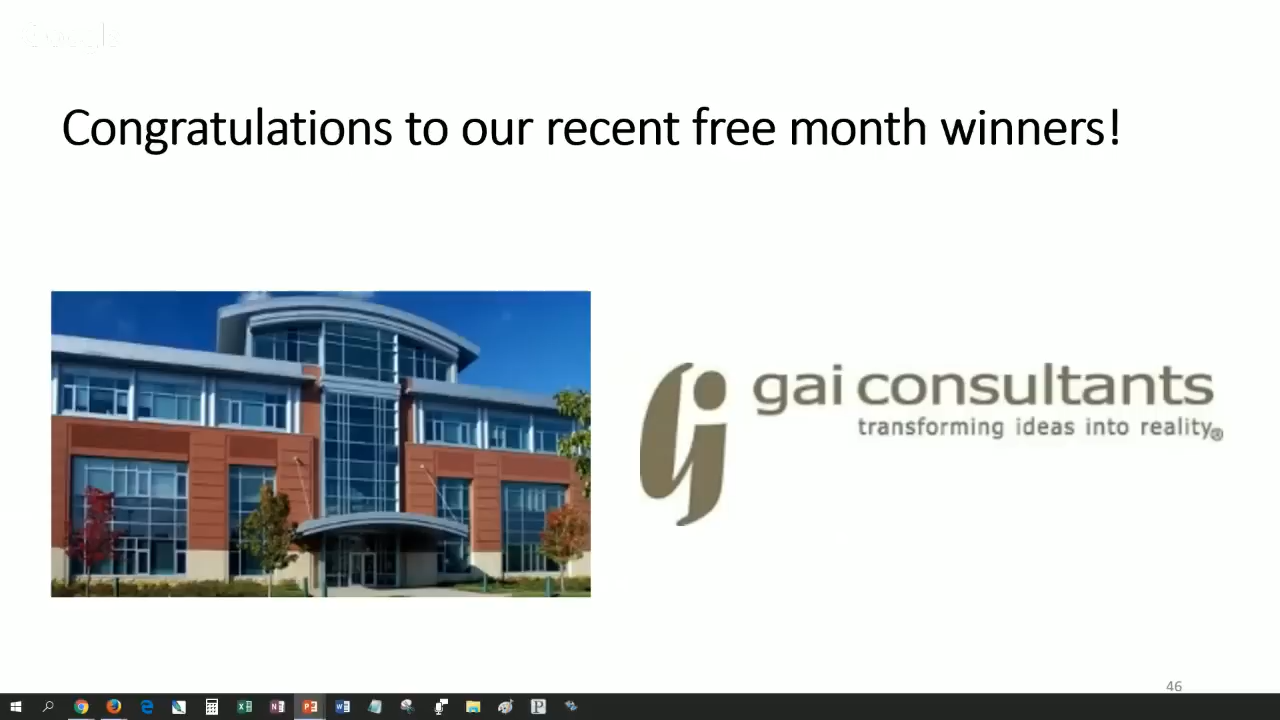 Congratulations to our recent free month winners!
gai consultants
transforming ideas into reality®
46